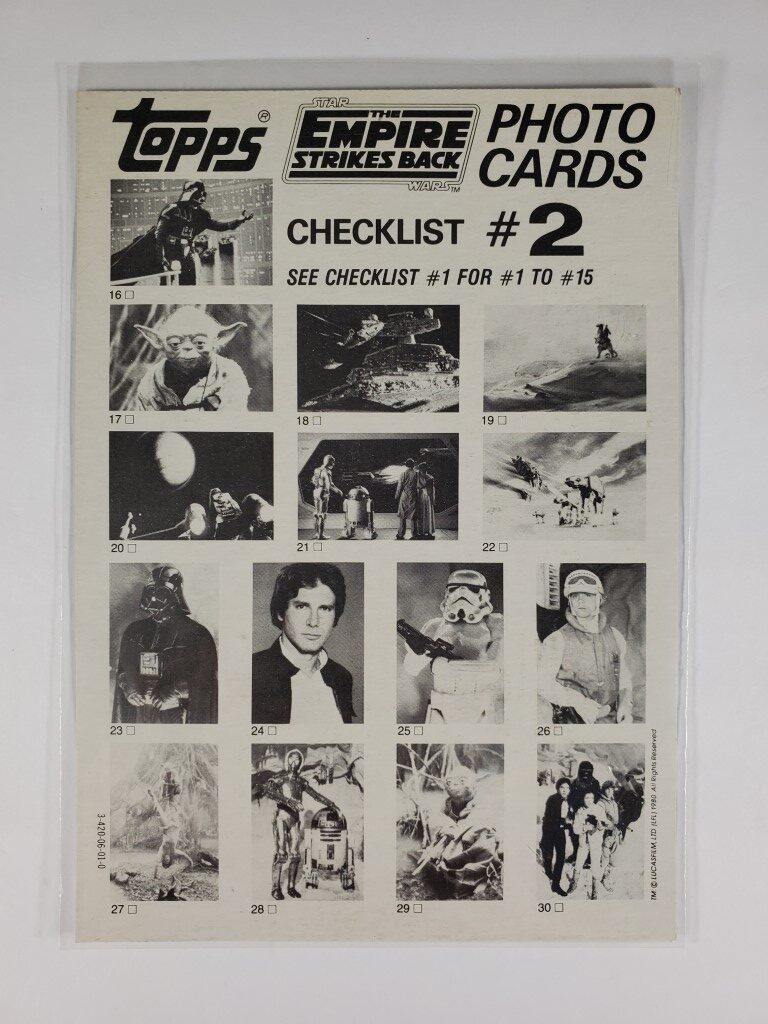 TOPPS ®
STAR
THE
EMPIRE
STRIKES BACK
WARS TM
PHOTO
CARDS
CHECKLIST #2
SEE CHECKLIST #1 FOR #1 TO #15
16 □
17 □
18 □
19 □
20 □
21 □
22 □
23 □
24 □
25 □
26 □
27 □
28 □
29 □
30 □
3-420-06-01-0
TM: © LUCASFILM, LTD (LFL) 1980 All Rights Reserved